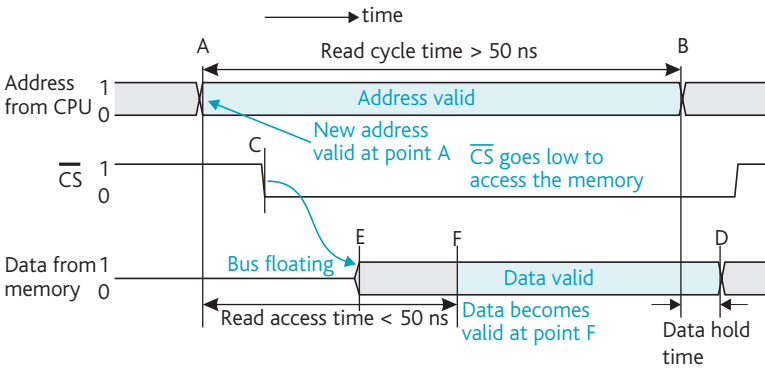 time
A
Read cycle time > 50 ns
B
Address
from CPU
1
0
Address valid
New address
valid at point A
C
CS
1
0
CS goes low to
access the memory
E
F
D
Data from
memory
1
0
Bus floating
Data valid
Read access time < 50 ns
Data becomes
valid at point F
Data hold
time